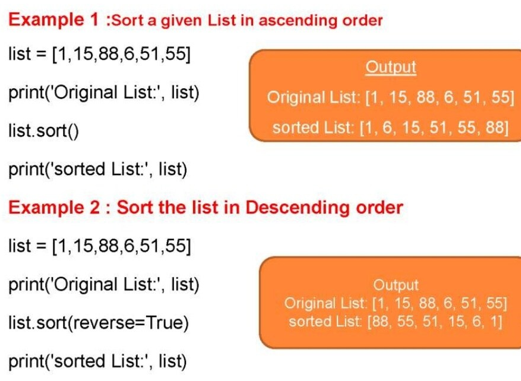 Example 1 :Sort a given List in ascending order
list = [1,15,88,6,51,55]
print('Original List:', list)
list.sort()
print('sorted List:', list)
Output
Original List: [1, 15, 88, 6, 51, 55]
sorted List: [1, 6, 15, 51, 55, 88]
Example 2 : Sort the list in Descending order
list = [1,15,88,6,51,55]
print('Original List:', list)
list.sort(reverse=True)
print('sorted List:', list)
Output
Original List: [1, 15, 88, 6, 51, 55]
sorted List: [88, 55, 51, 15, 6, 1]